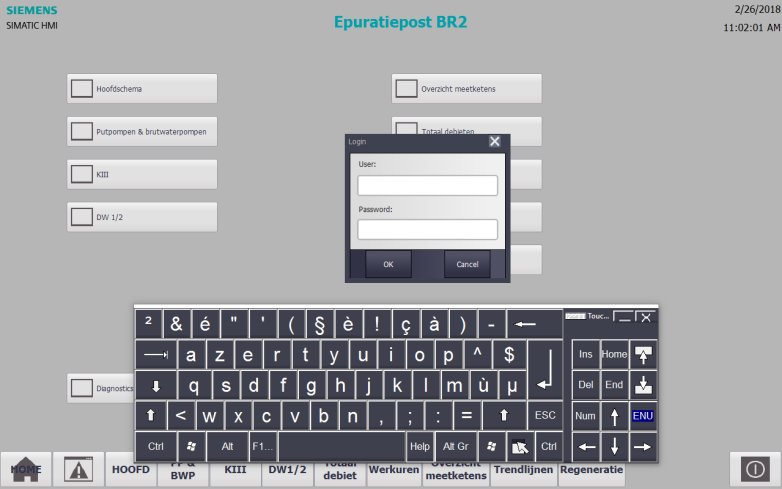 SIEMENS
SIMATIC HMI
Epuratiepost BR2
2/26/2018
11:02:01 AM
Hoofdschema
Overzicht meetketens
Putpompen & brutwaterpompen
Totaal debieten
KIII
DW 1/2
Diagnostics
Login
User:
Password:
OK
Cancel
² & é " ' ( § è ! ç à ) -
a z e r t y u i o p ^ $
q s d f g h j k l m ù µ
< w x c v b n , ; : = ESC
Ctrl Alt F1... Help Alt Gr Ctrl
Touc...
Ins Home
Del End
Num ENU
HOME
HOOFD
PP &
BWP
KIII
DW1/2
Totaal
debiet
Werkuren
Overzicht
meetketens
Trendlijnen
Regeneratie